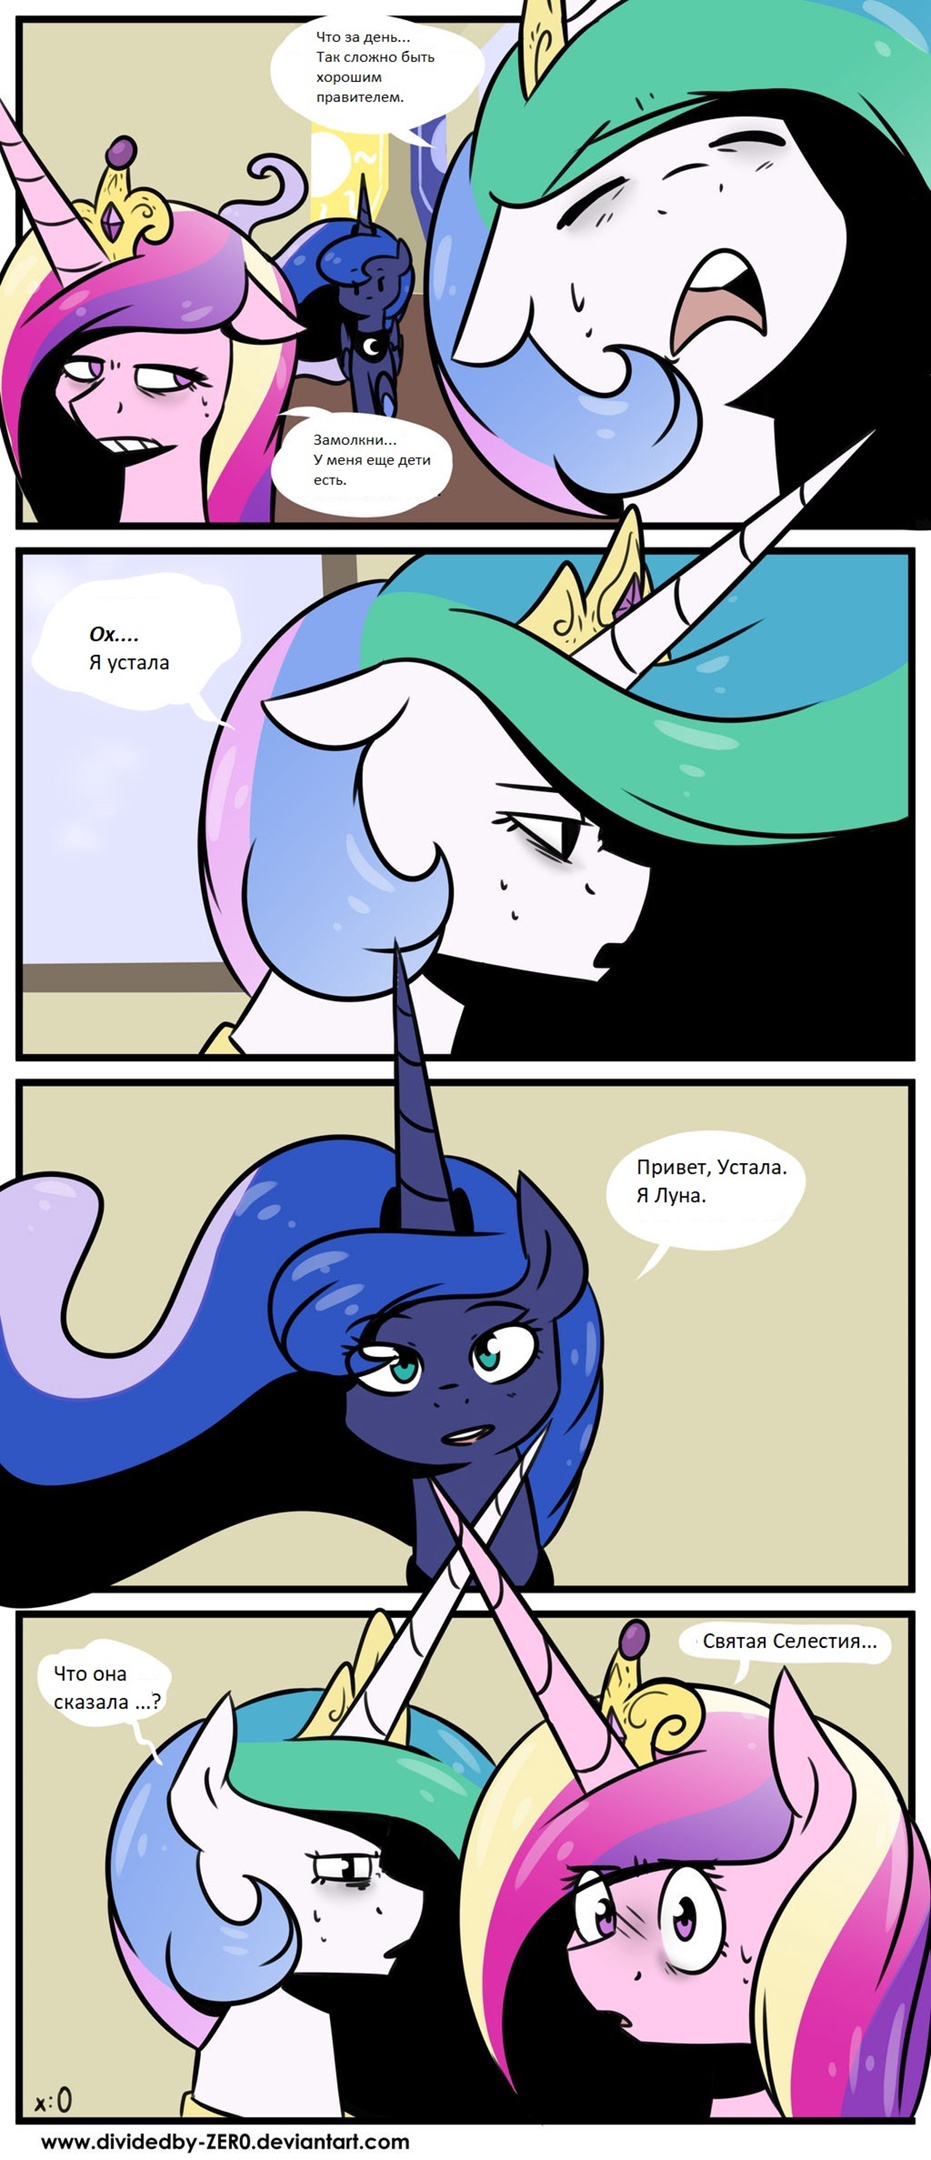 Что за день...
Так сложно быть
хорошим
правителем.
Замолкни...
У меня еще дети
есть.
Ох....
Я устала
Привет, Устала.
Я Луна.
Святая Селестия...
Что она
сказала ...?
x:0
www.dividedby-ZER0.deviantart.com